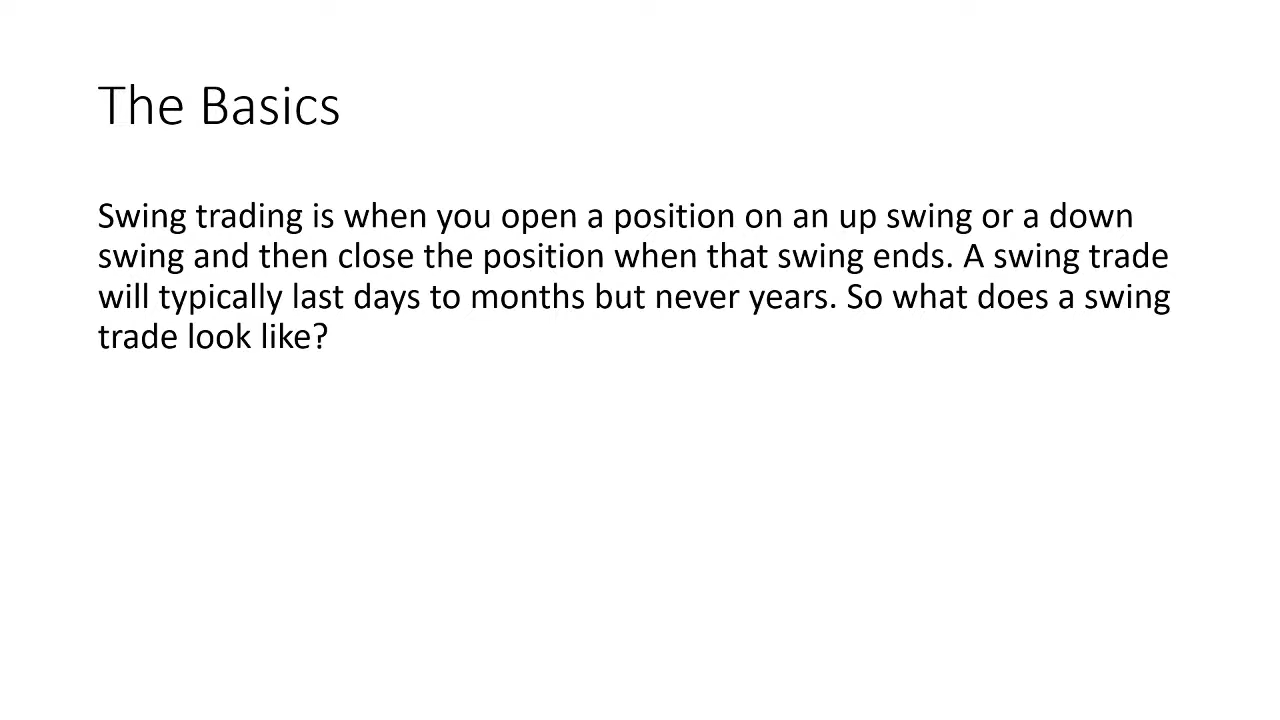 The Basics
Swing trading is when you open a position on an up swing or a down
swing and then close the position when that swing ends. A swing trade
will typically last days to months but never years. So what does a swing
trade look like?